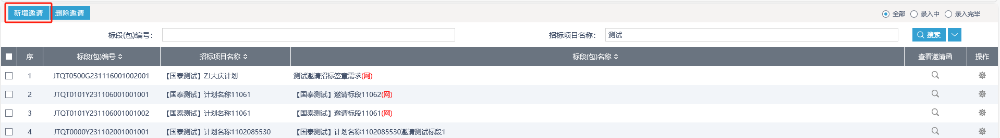 新增邀请 删除邀请 全部 录入中 录入完毕
标段(包)编号: 招标项目名称: 测试 搜索
序 标段(包)编号 招标项目名称 标段(包)名称 查看邀请函 操作
1 JTQT0500G231116001002001 【国泰测试】ZJ大庆计划 测试邀请招标签章需求(网)
2 JTQT0101Y231106001001001 【国泰测试】计划名称11061 【国泰测试】邀请标段11062(网)
3 JTQT0101Y231106001001002 【国泰测试】计划名称11061 【国泰测试】邀请标段11061(网)
4 JTQT0000Y231102001001001 【国泰测试】计划名称1102085530 【国泰测试】计划名称1102085530邀请测试标段1